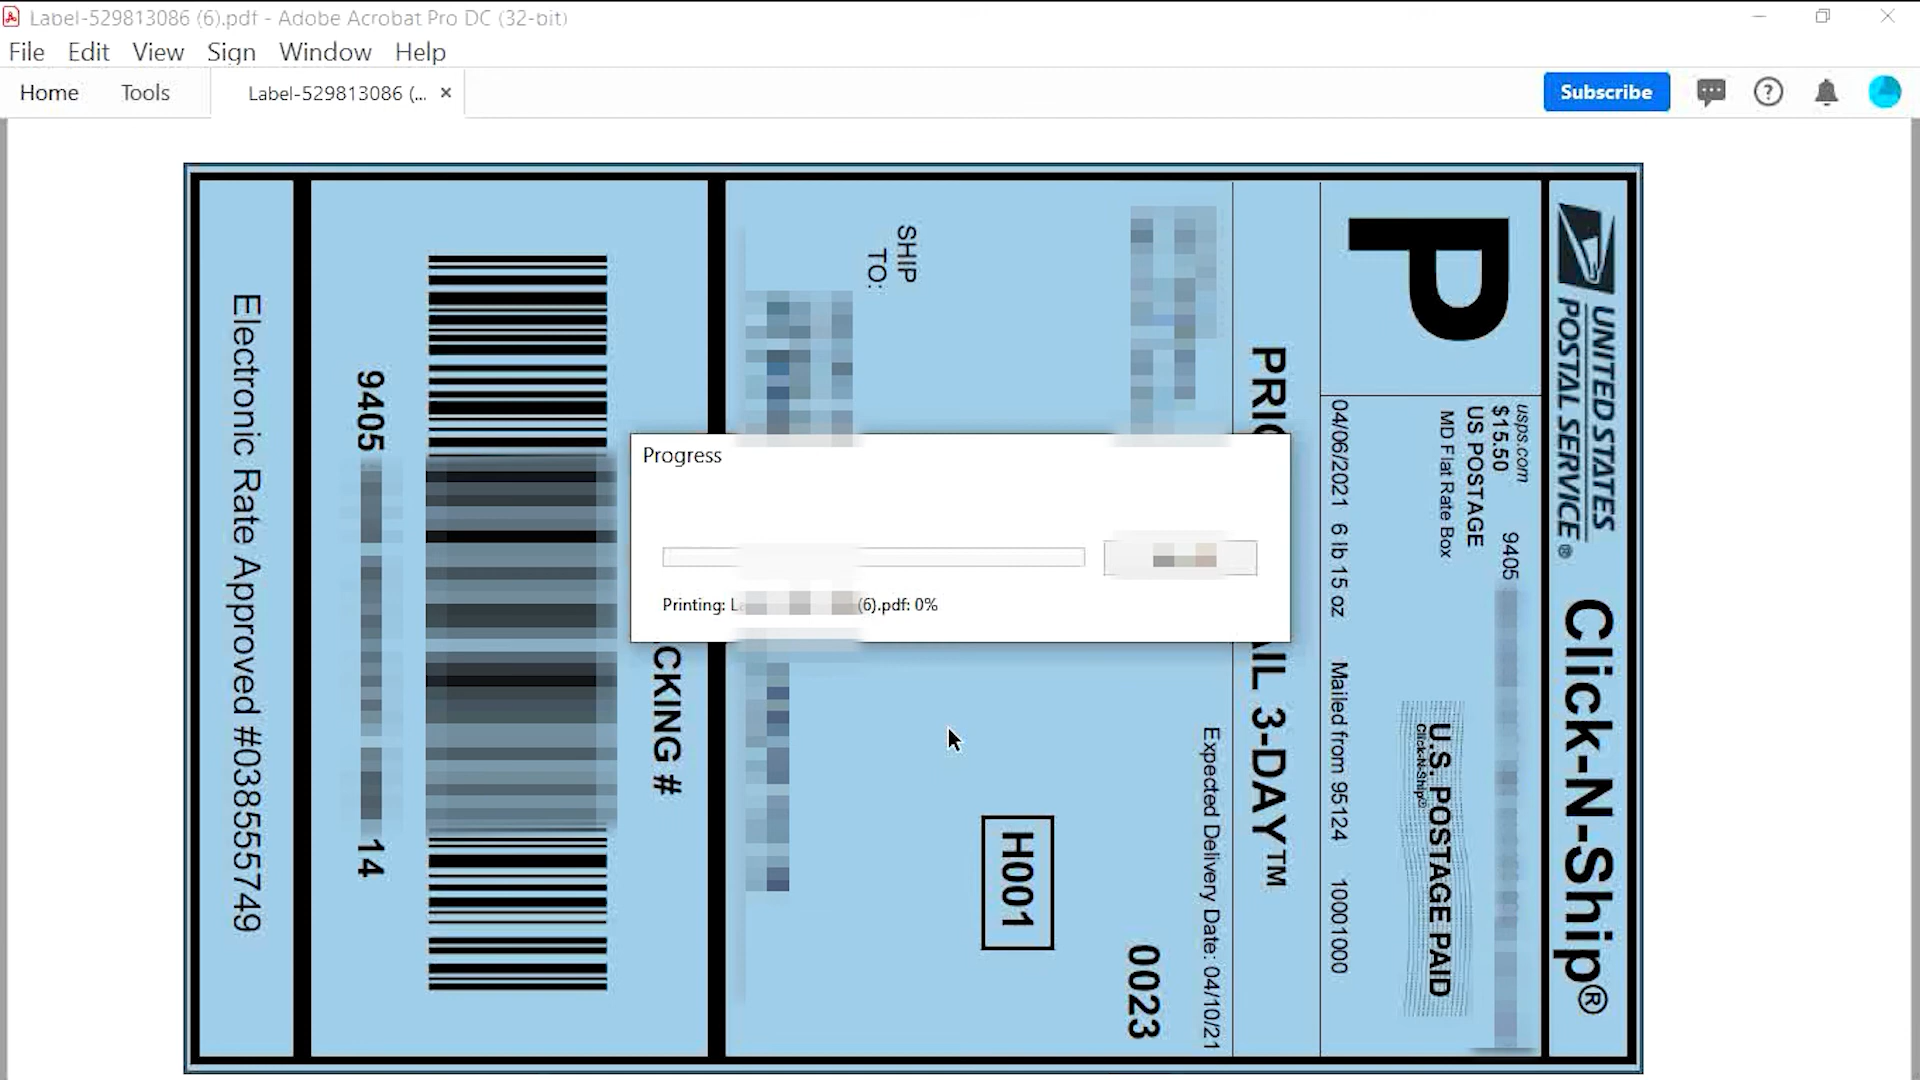 Label-529813086 (6).pdf - Adobe Acrobat Pro DC (32-bit)
File Edit View Sign Window Help
Home Tools Label-529813086 (... × Subscribe
UNITED STATES
POSTAL SERVICE®
Click-N-Ship®
P
usps.com
$15.50
US POSTAGE
MD Flat Rate Box
9405
U.S. POSTAGE PAID
Click-N-Ship®
04/06/2021 6 lb 15 oz Mailed from 95124 10001000
AIL 3-DAY™
Expected Delivery Date: 04/10/21
0023
H001
SHIP
TO:
Progress
Printing: (6).pdf: 0%
CKING #
9405 14
Electronic Rate Approved #038555749